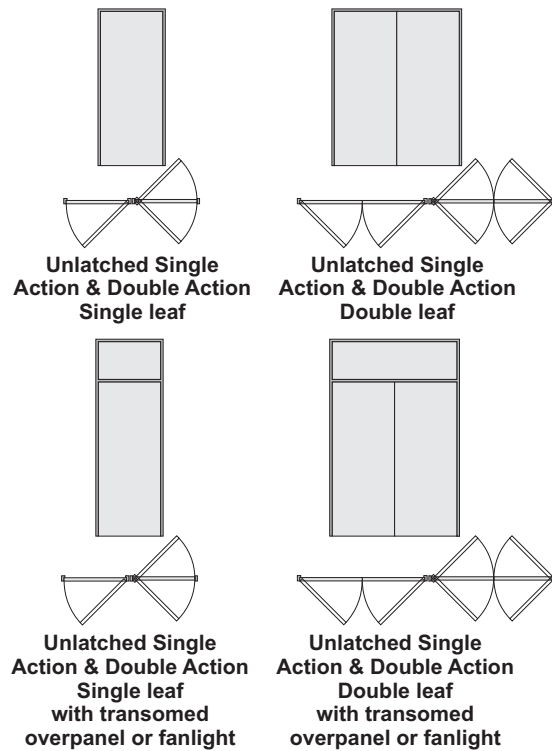 Unlatched Single
Action & Double Action
Single leaf
Unlatched Single
Action & Double Action
Double leaf
Unlatched Single
Action & Double Action
Single leaf
with transomed
overpanel or fanlight
Unlatched Single
Action & Double Action
Double leaf
with transomed
overpanel or fanlight